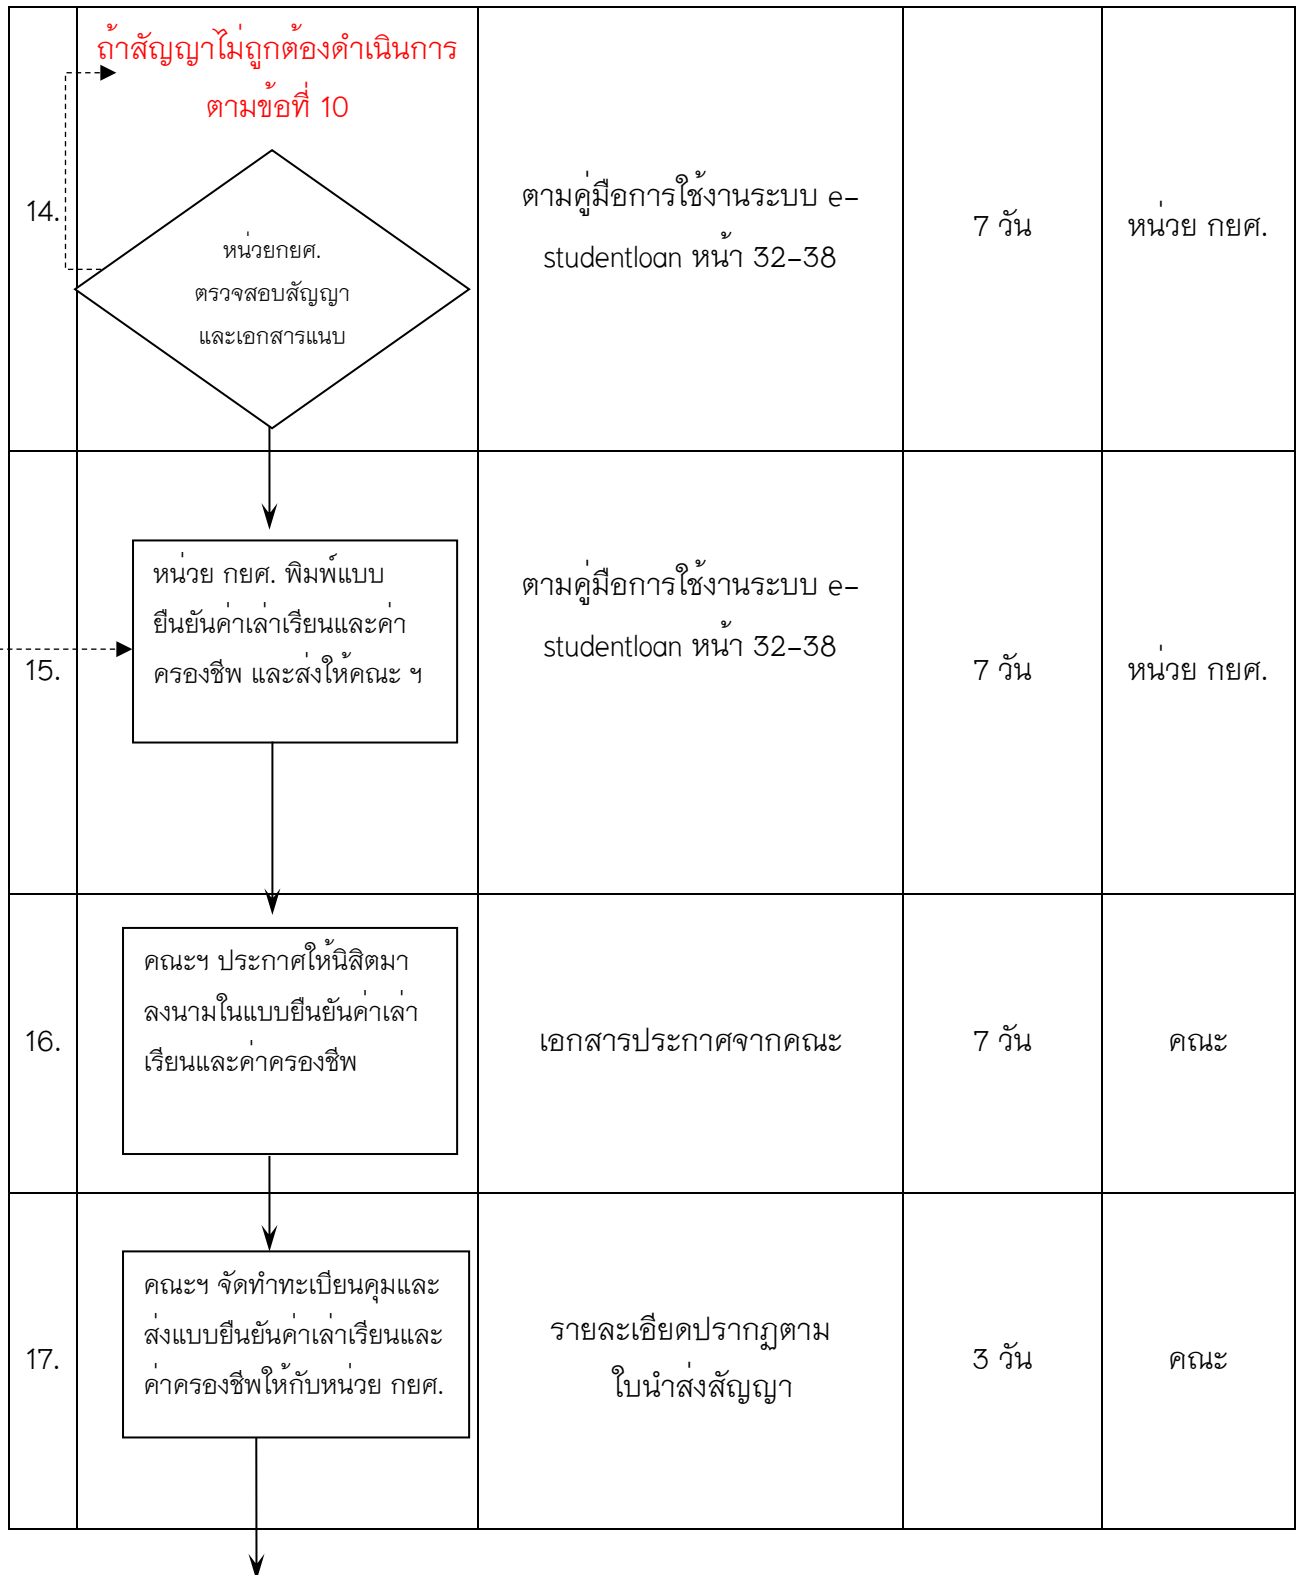 ถ้าสัญญาไม่ถูกต้องดำเนินการ
ตามข้อที่ 10
14.
หน่วยกยศ.
ตรวจสอบสัญญา
และเอกสารแนบ
ตามคู่มือการใช้งานระบบ e-
studentloan หน้า 32-38
7 วัน
หน่วย กยศ.
15.
หน่วย กยศ. พิมพ์แบบ
ยืนยันค่าเล่าเรียนและค่า
ครองชีพ และส่งให้คณะ ฯ
ตามคู่มือการใช้งานระบบ e-
studentloan หน้า 32-38
7 วัน
หน่วย กยศ.
16.
คณะฯ ประกาศให้นิสิตมา
ลงนามในแบบยืนยันค่าเล่า
เรียนและค่าครองชีพ
เอกสารประกาศจากคณะ
7 วัน
คณะ
17.
คณะฯ จัดทำทะเบียนคุมและ
ส่งแบบยืนยันค่าเล่าเรียนและ
ค่าครองชีพให้กับหน่วย กยศ.
รายละเอียดปรากฏตาม
ใบนำส่งสัญญา
3 วัน
คณะ